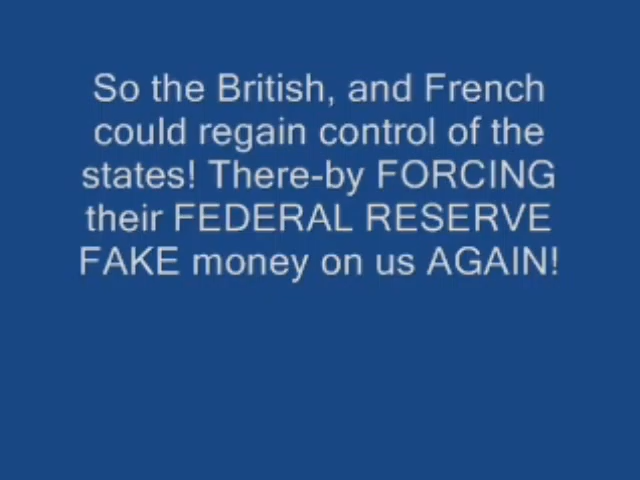 So the British, and French
could regain control of the
states! There-by FORCING
their FEDERAL RESERVE
FAKE money on us AGAIN!